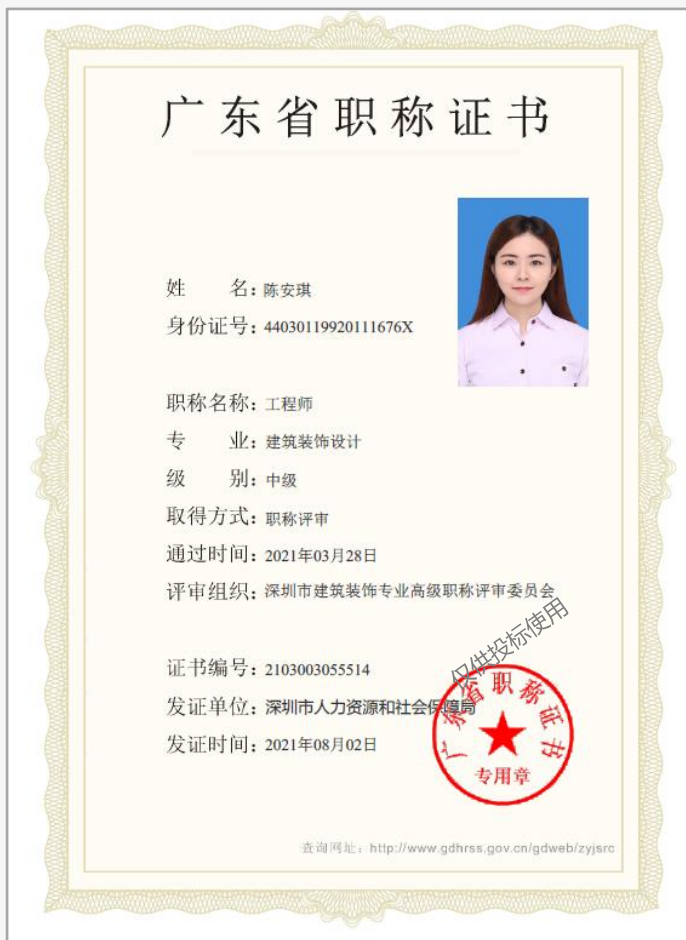 广东省职称证书
姓 名：陈安琪
身份证号：44030119920111676X
职称名称：工程师
专 业：建筑装饰设计
级 别：中级
取得方式：职称评审
通过时间：2021年03月28日
评审组织：深圳市建筑装饰专业高级职称评审委员会
仅供投标使用
证书编号：2103003055514
发证单位：深圳市人力资源和社会保障局
发证时间：2021年08月02日
广东省职称证书
专用章
查询网址：http://www.gdhrss.gov.cn/gdweb/zyjsrc